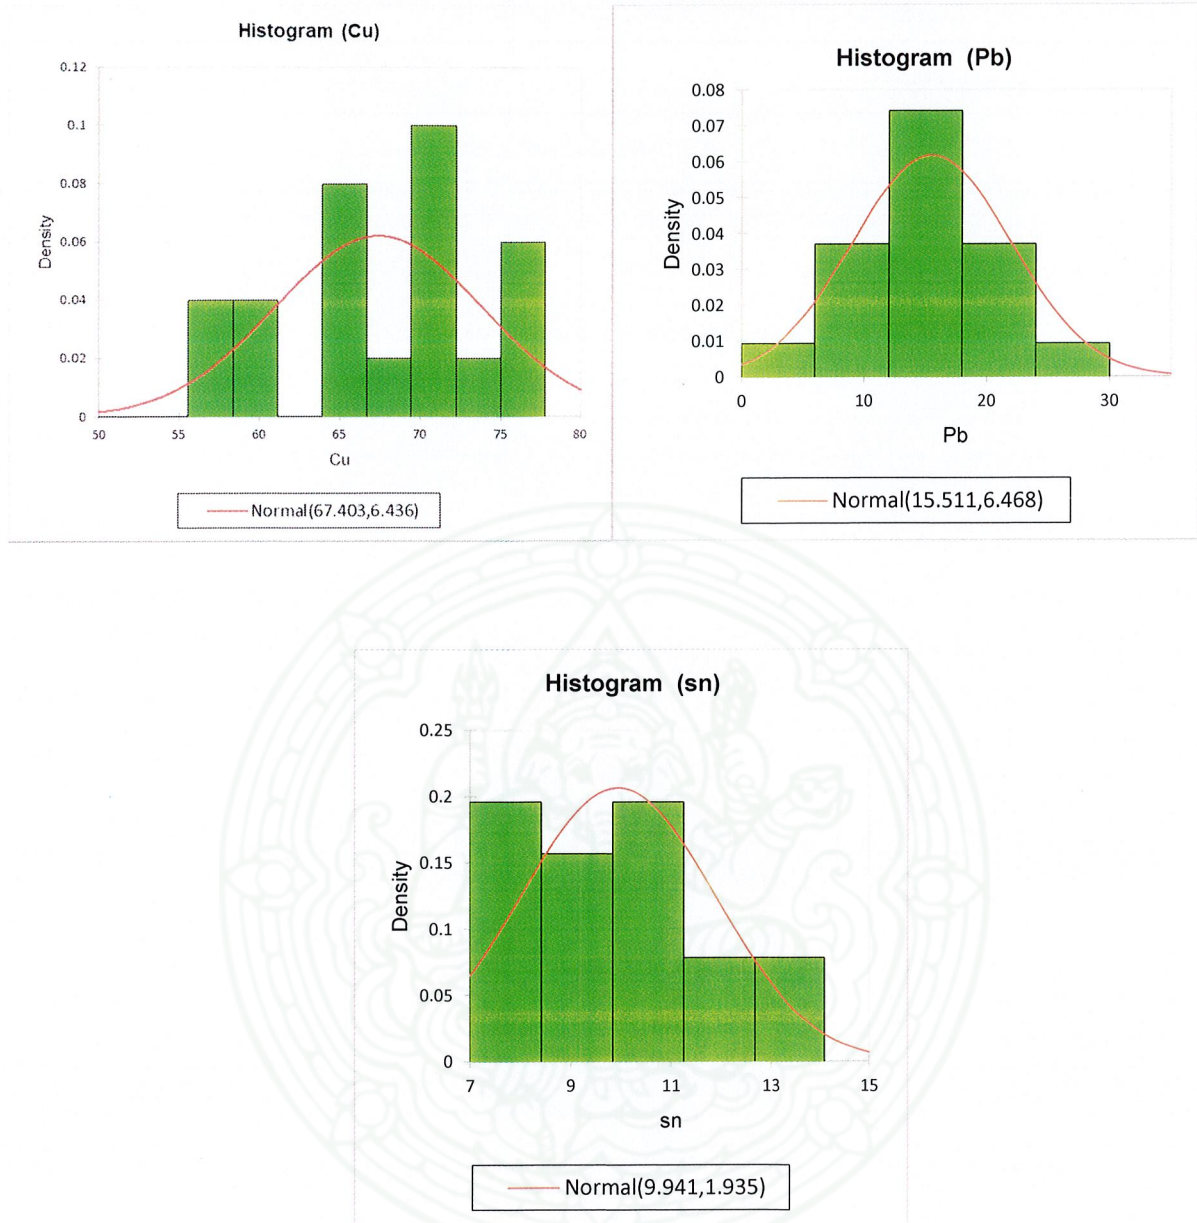 Histogram (Cu)
0.12
0.1
0.08
0.06
0.04
0.02
0
Density
50 55 60 65 70 75 80
Cu
Normal(67.403,6.436)
Histogram (Pb)
0.08
0.07
0.06
0.05
0.04
0.03
0.02
0.01
0
Density
0 10 20 30
Pb
Normal(15.511,6.468)
Histogram (sn)
0.25
0.2
0.15
0.1
0.05
0
Density
7 9 11 13 15
sn
Normal(9.941,1.935)